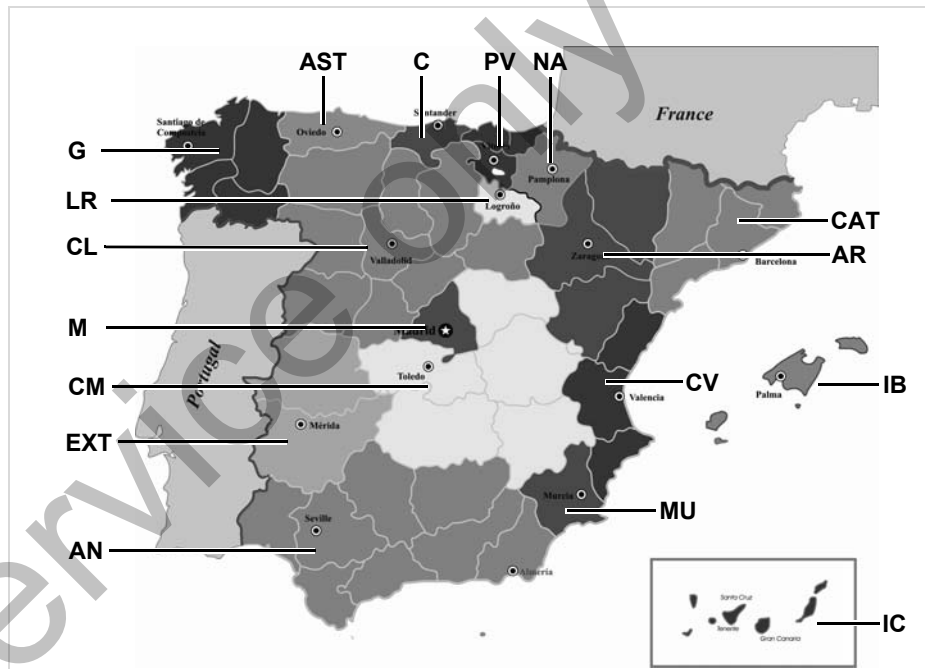 AST
C
PV
NA
France
Santander
Santiago de
Compostela
Oviedo
G
Pamplona
LR
Logroño
CAT
CL
Valladolid
Barcelona
AR
M
Madrid
Portugal
Toledo
CM
CV
Palma
IB
Valencia
Mérida
EXT
Murcia
MU
Seville
AN
Almería
Santa Cruz
Tenerife
Gran Canaria
IC
ervice only